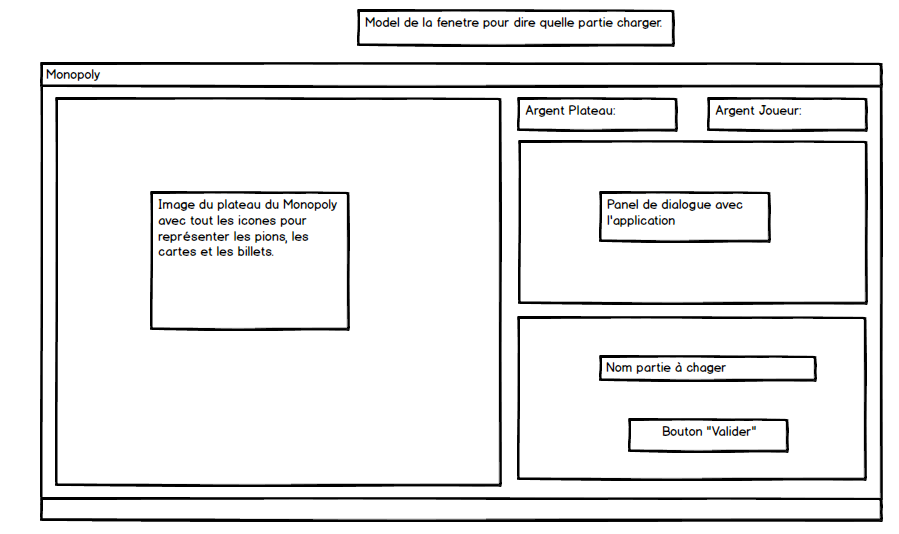 Model de la fenetre pour dire quelle partie charger.
Monopoly
Argent Plateau:
Argent Joueur:
Image du plateau du Monopoly
avec tout les icones pour
représenter les pions, les
cartes et les billets.
Panel de dialogue avec
l'application
Nom partie à chager
Bouton "Valider"